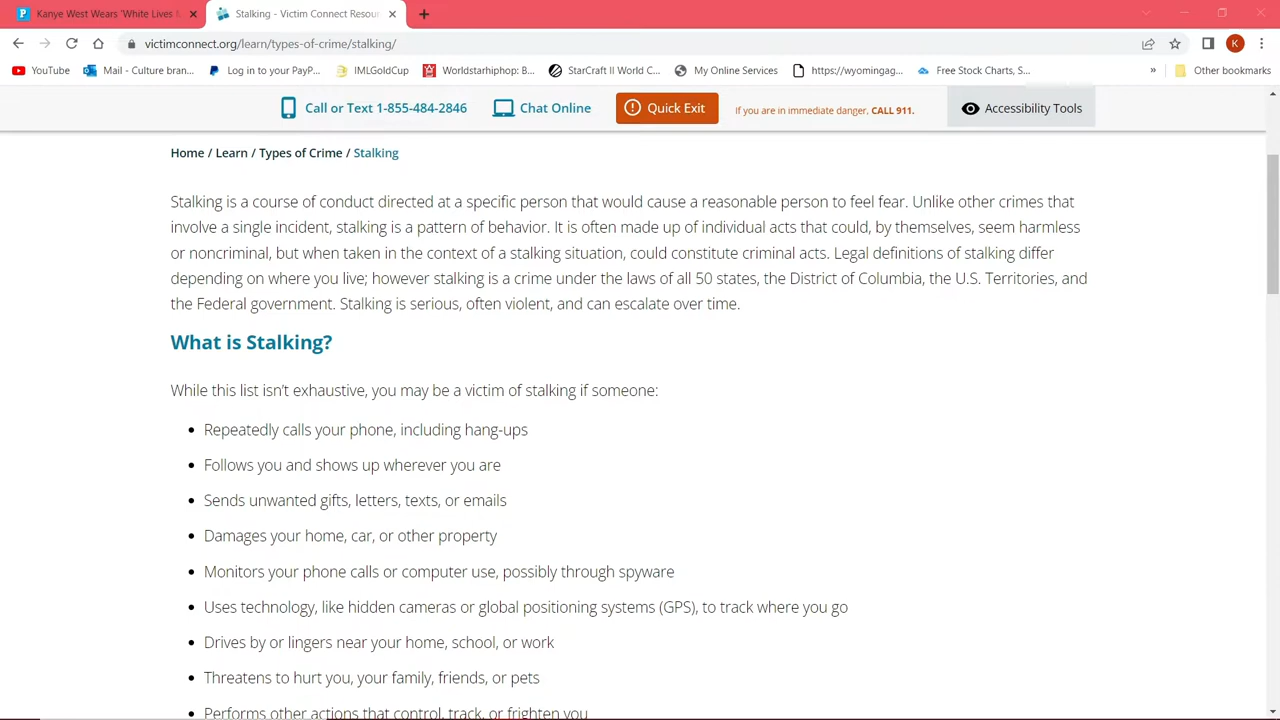 Kanye West Wears 'White Lives
Stalking - Victim Connect Resou
victimconnect.org/learn/types-of-crime/stalking/
K
YouTube
Mail - Culture bran...
Log in to your PayP...
IMLGoldCup
Worldstarhiphop: B...
StarCraft II World C...
My Online Services
https://wyomingag...
Free Stock Charts, S...
»
Other bookmarks
Call or Text 1-855-484-2846
Chat Online
Quick Exit
If you are in immediate danger, CALL 911.
Accessibility Tools
Home / Learn / Types of Crime / Stalking
Stalking is a course of conduct directed at a specific person that would cause a reasonable person to feel fear. Unlike other crimes that
involve a single incident, stalking is a pattern of behavior. It is often made up of individual acts that could, by themselves, seem harmless
or noncriminal, but when taken in the context of a stalking situation, could constitute criminal acts. Legal definitions of stalking differ
depending on where you live; however stalking is a crime under the laws of all 50 states, the District of Columbia, the U.S. Territories, and
the Federal government. Stalking is serious, often violent, and can escalate over time.
What is Stalking?
While this list isn't exhaustive, you may be a victim of stalking if someone:
• Repeatedly calls your phone, including hang-ups
• Follows you and shows up wherever you are
• Sends unwanted gifts, letters, texts, or emails
• Damages your home, car, or other property
• Monitors your phone calls or computer use, possibly through spyware
• Uses technology, like hidden cameras or global positioning systems (GPS), to track where you go
• Drives by or lingers near your home, school, or work
• Threatens to hurt you, your family, friends, or pets
• Performs other actions that control, track, or frighten you